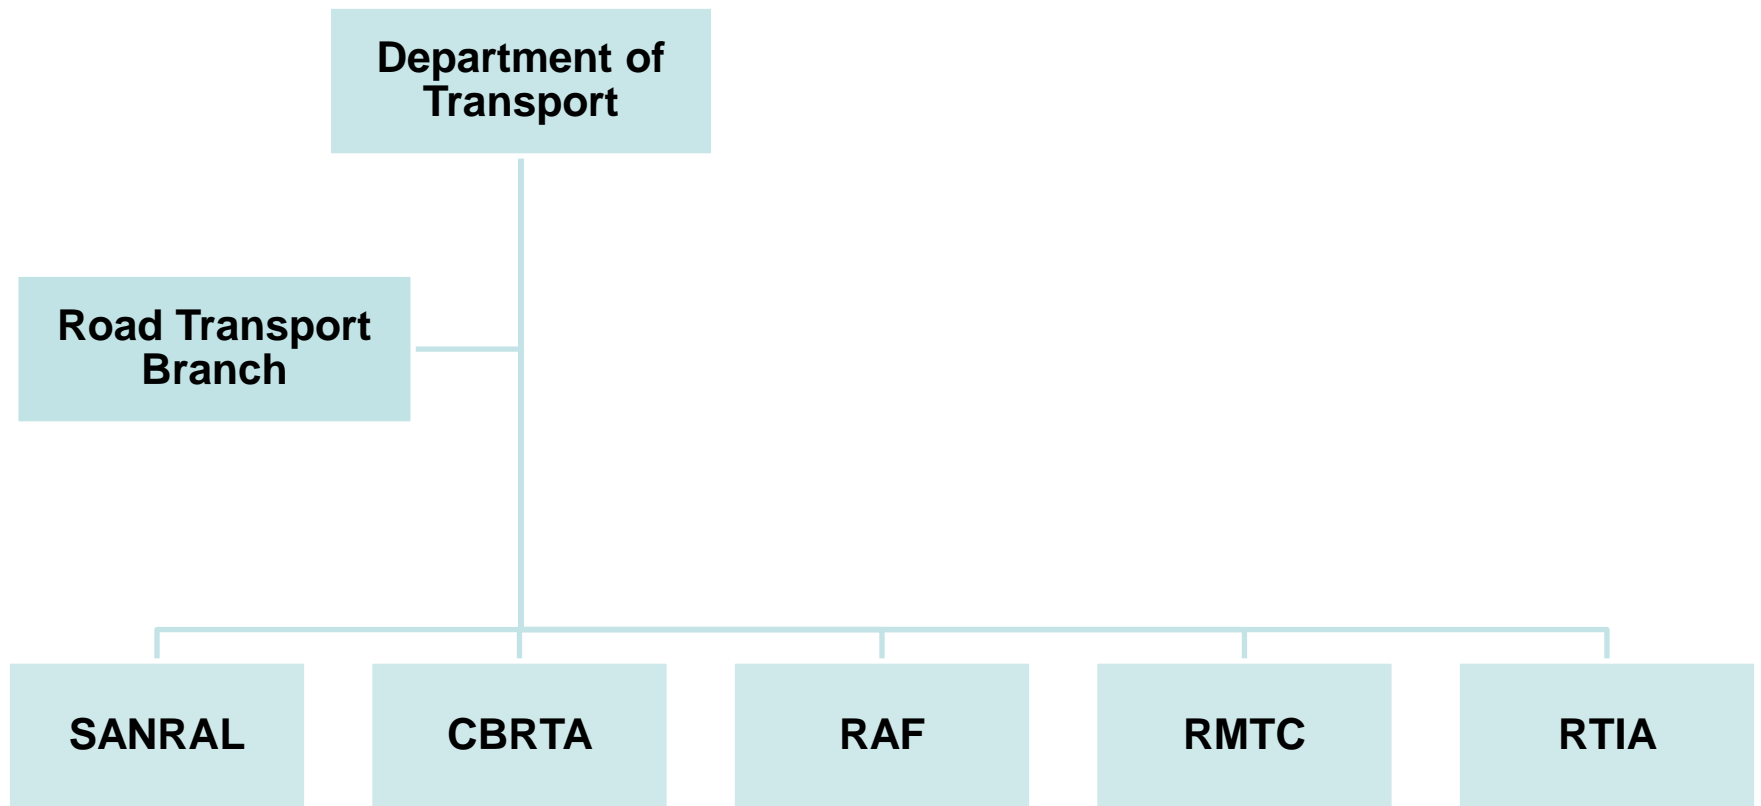 Department of
Transport
Road Transport
Branch
SANRAL
CBRTA
RAF
RMTC
RTIA